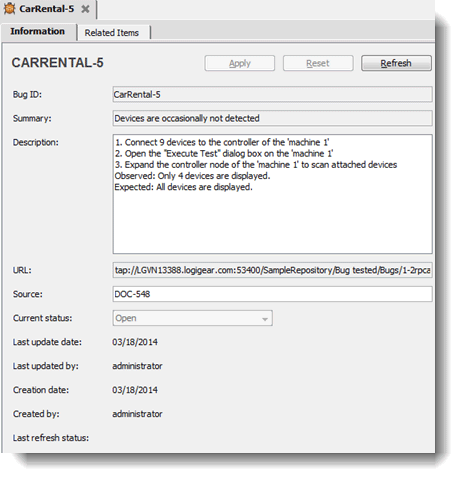 CarRental-5
Information Related Items
CARRENTAL-5 Apply Reset Refresh
Bug ID: CarRental-5
Summary: Devices are occasionally not detected
Description: 1. Connect 9 devices to the controller of the 'machine 1'
2. Open the "Execute Test" dialog box on the 'machine 1'
3. Expand the controller node of the 'machine 1' to scan attached devices
Observed: Only 4 devices are displayed.
Expected: All devices are displayed.
URL: tap://LGVN13388.logigear.com:53400/SampleRepository/Bug tested/Bugs/1-2rpca
Source: DOC-548
Current status: Open
Last update date: 03/18/2014
Last updated by: administrator
Creation date: 03/18/2014
Created by: administrator
Last refresh status: